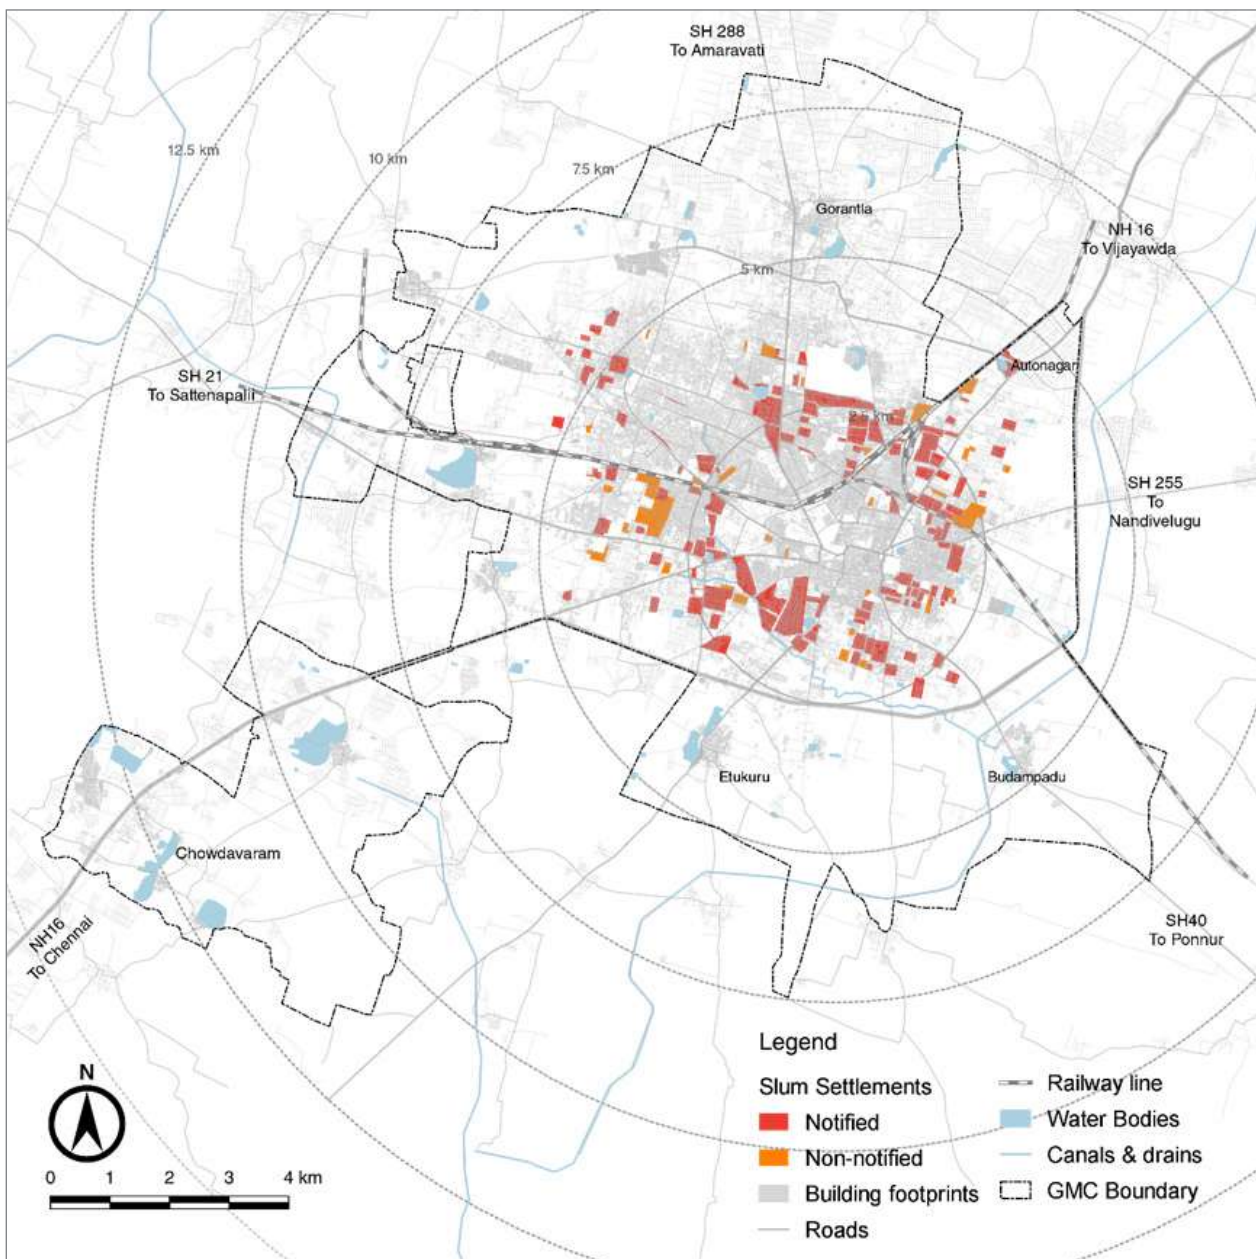 SH 288
To Amaravati
12.5 km
10 km
7.5 km
Gorantla
NH 16
To Vijayawda
5 km
Autonagar
SH 21
To Sattenapalli
2.5 km
SH 255
To
Nandivelugu
Etukuru
Budampadu
Chowdavaram
NH16
To Chennai
SH40
To Ponnur
Legend
Slum Settlements
Notified
Non-notified
Building footprints
Roads
Railway line
Water Bodies
Canals & drains
GMC Boundary
N
0 1 2 3 4 km